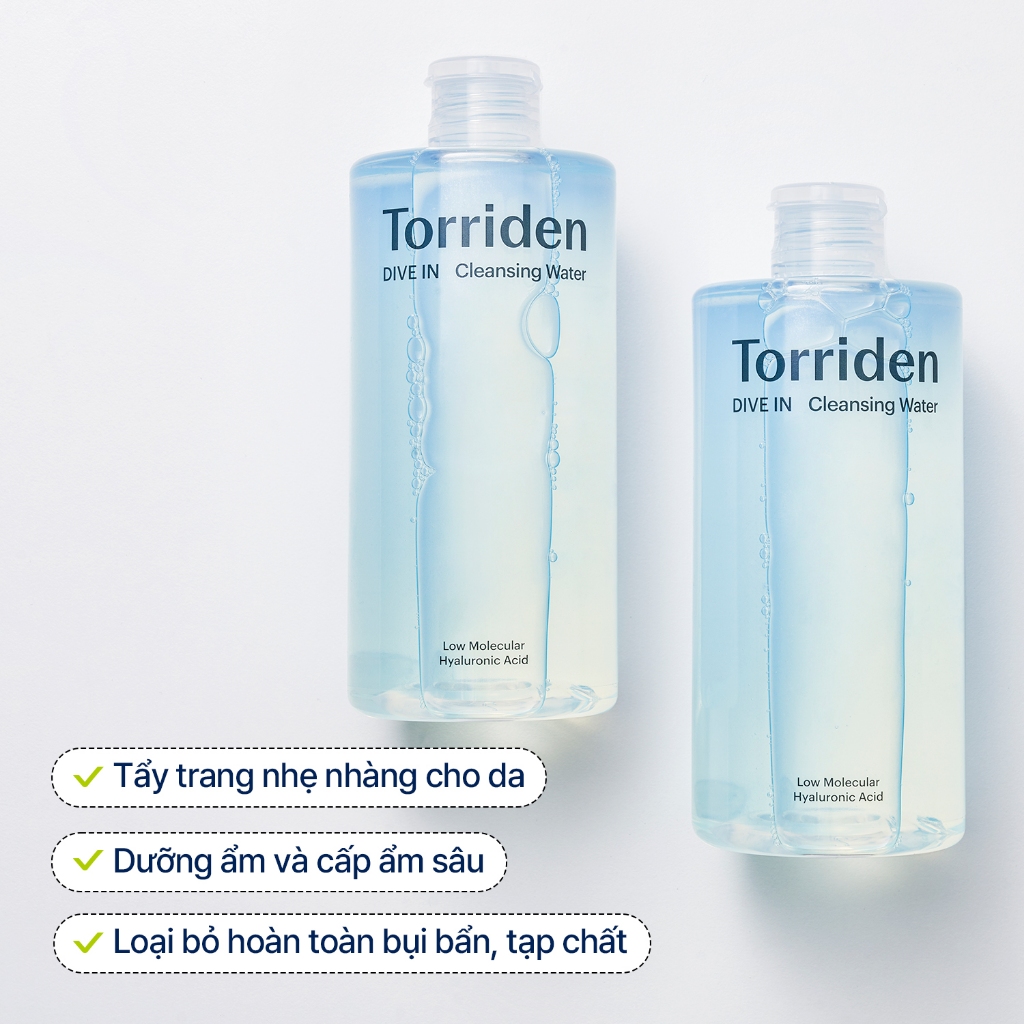 Torriden
DIVE IN Cleansing Water
Low Molecular
Hyaluronic Acid
Torriden
DIVE IN Cleansing Water
Low Molecular
Hyaluronic Acid
Tẩy trang nhẹ nhàng cho da
Dưỡng ẩm và cấp ẩm sâu
Loại bỏ hoàn toàn bụi bẩn, tạp chất